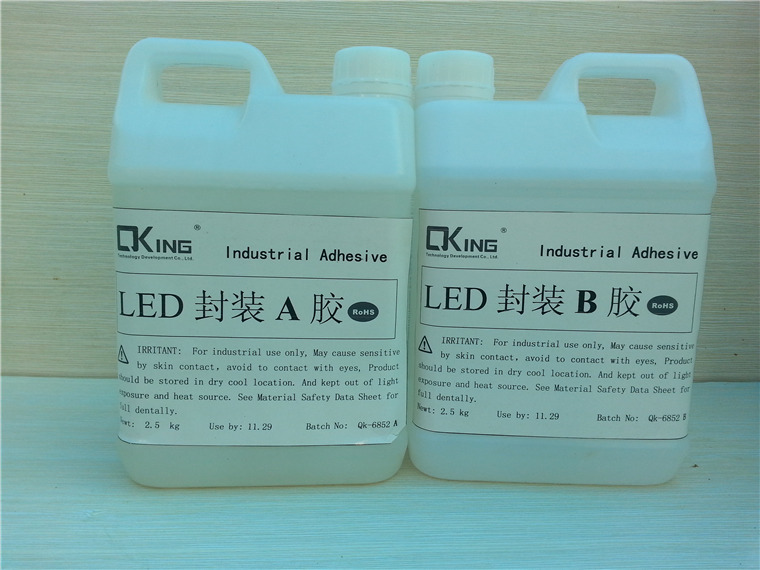 QKING ®
Technology Development Co., Ltd.
Industrial Adhesive
LED 封装 A 胶 RoHS
IRRITANT: For industrial use only, May cause sensitive
by skin contact, avoid to contact with eyes, Product
should be stored in dry cool location. And kept out of light
exposure and heat source. See Material Safety Data Sheet for
full dentally.
Newt: 2.5 kg Use by: 11.29 Batch No: Qk-6852 A
QKING ®
Technology Development Co., Ltd.
Industrial Adhesive
LED 封装 B 胶 RoHS
IRRITANT: For industrial use only, May cause sensitive
by skin contact, avoid to contact with eyes, Product
should be stored in dry cool location. And kept out of light
exposure and heat source. See Material Safety Data Sheet for
full dentally.
Newt: 2.5 kg Use by: 11.29 Batch No: Qk-6852 B